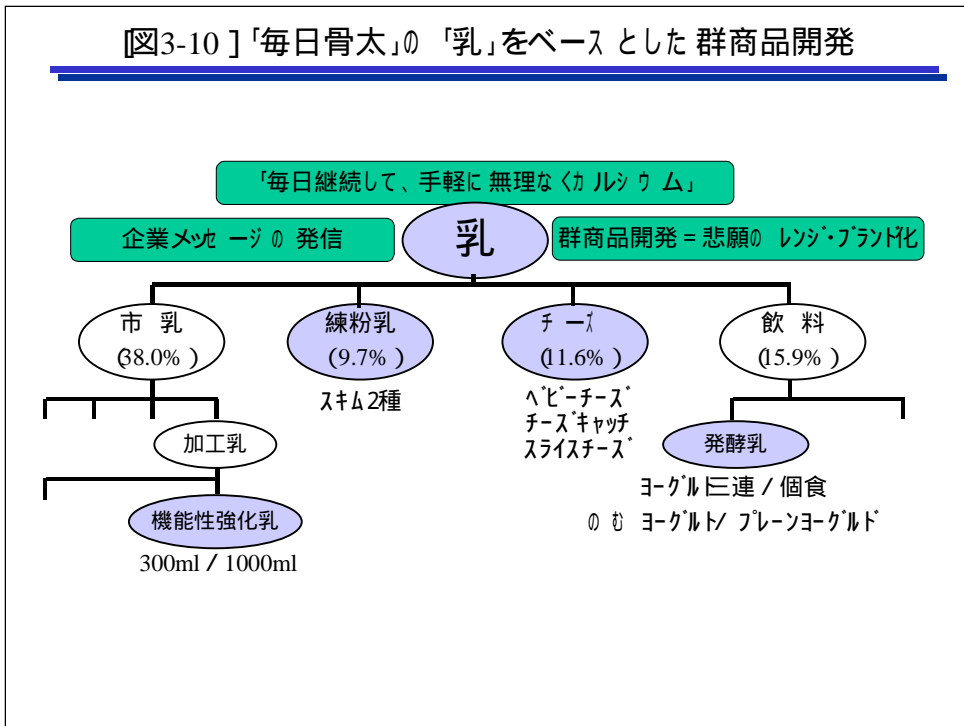 [図3-10]「毎日骨太」の「乳」をベースとした群商品開発
「毎日継続して、手軽に無理なくカルシウム」
企業メッセージの発信
乳
群商品開発=悲願のレンジ・ブランド化
市 乳
(38.0%)
練粉乳
(9.7%)
チーズ
(11.6%)
飲 料
(15.9%)
スキム2種
ベビーチーズ
チーズキャッチ
スライスチーズ
加工乳
発酵乳
ヨーグルト三連/個食
のむヨーグルト/プレーンヨーグルト
機能性強化乳
300ml/1000ml